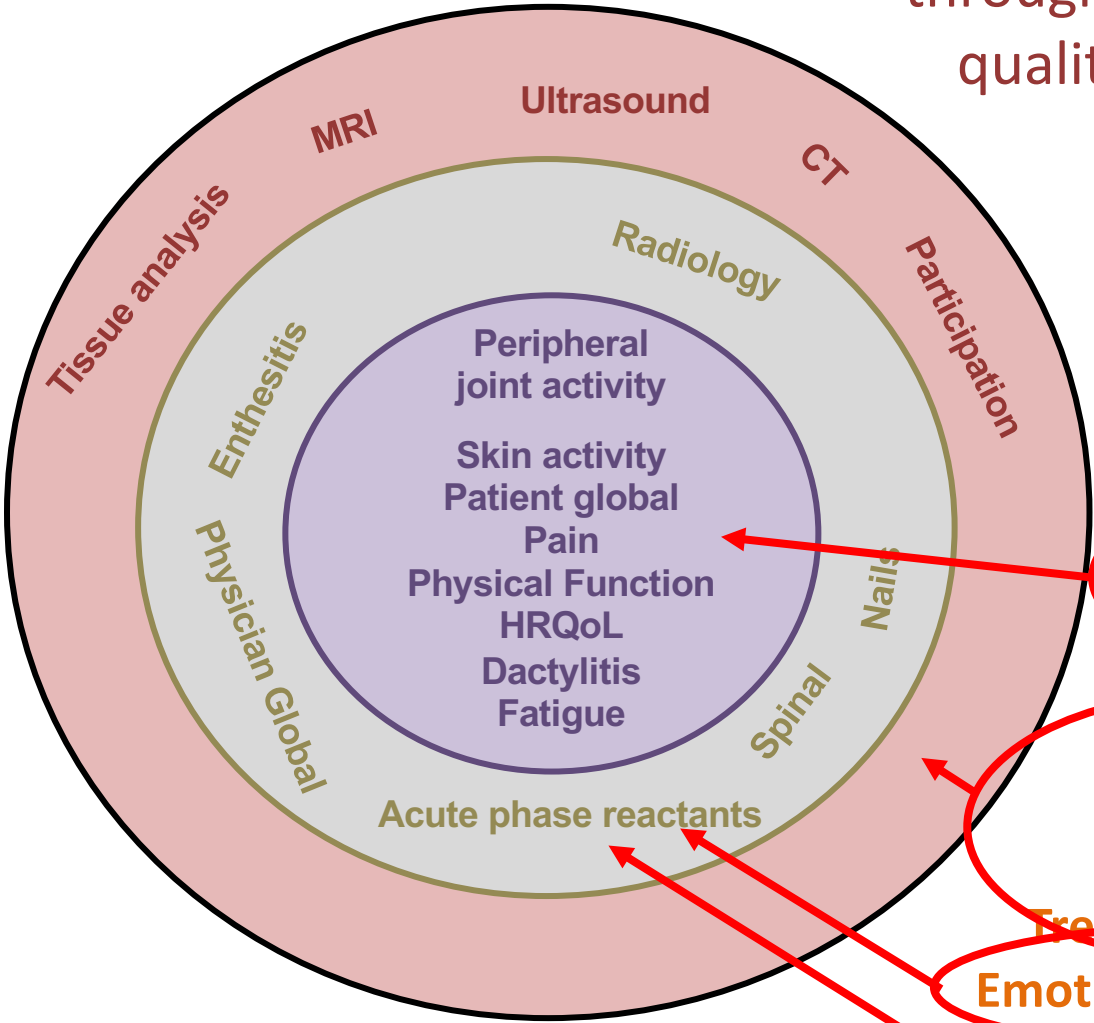 through
qualit
Ultrasound
MRI
CT
Tissue analysis
Participation
Radiology
Enthesitis
Physician Global
Nails
Spinal
Acute phase reactants
Peripheral
joint activity
Skin activity
Patient global
Pain
Physical Function
HRQoL
Dactylitis
Fatigue
Tre
Emot